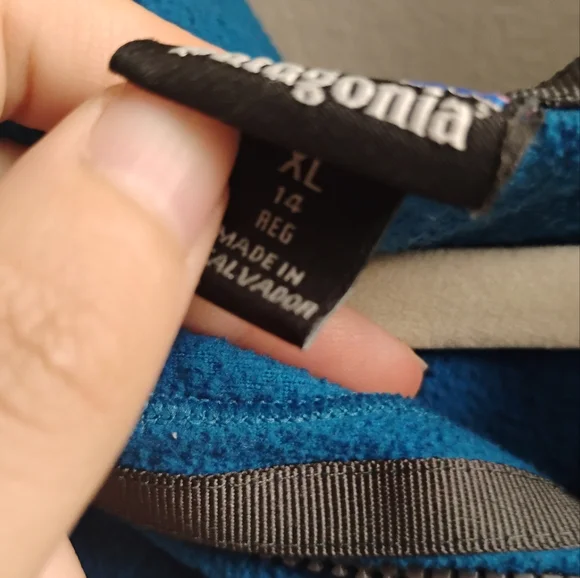 patagonia
XL
14
REG
MADE IN
SALVADOR